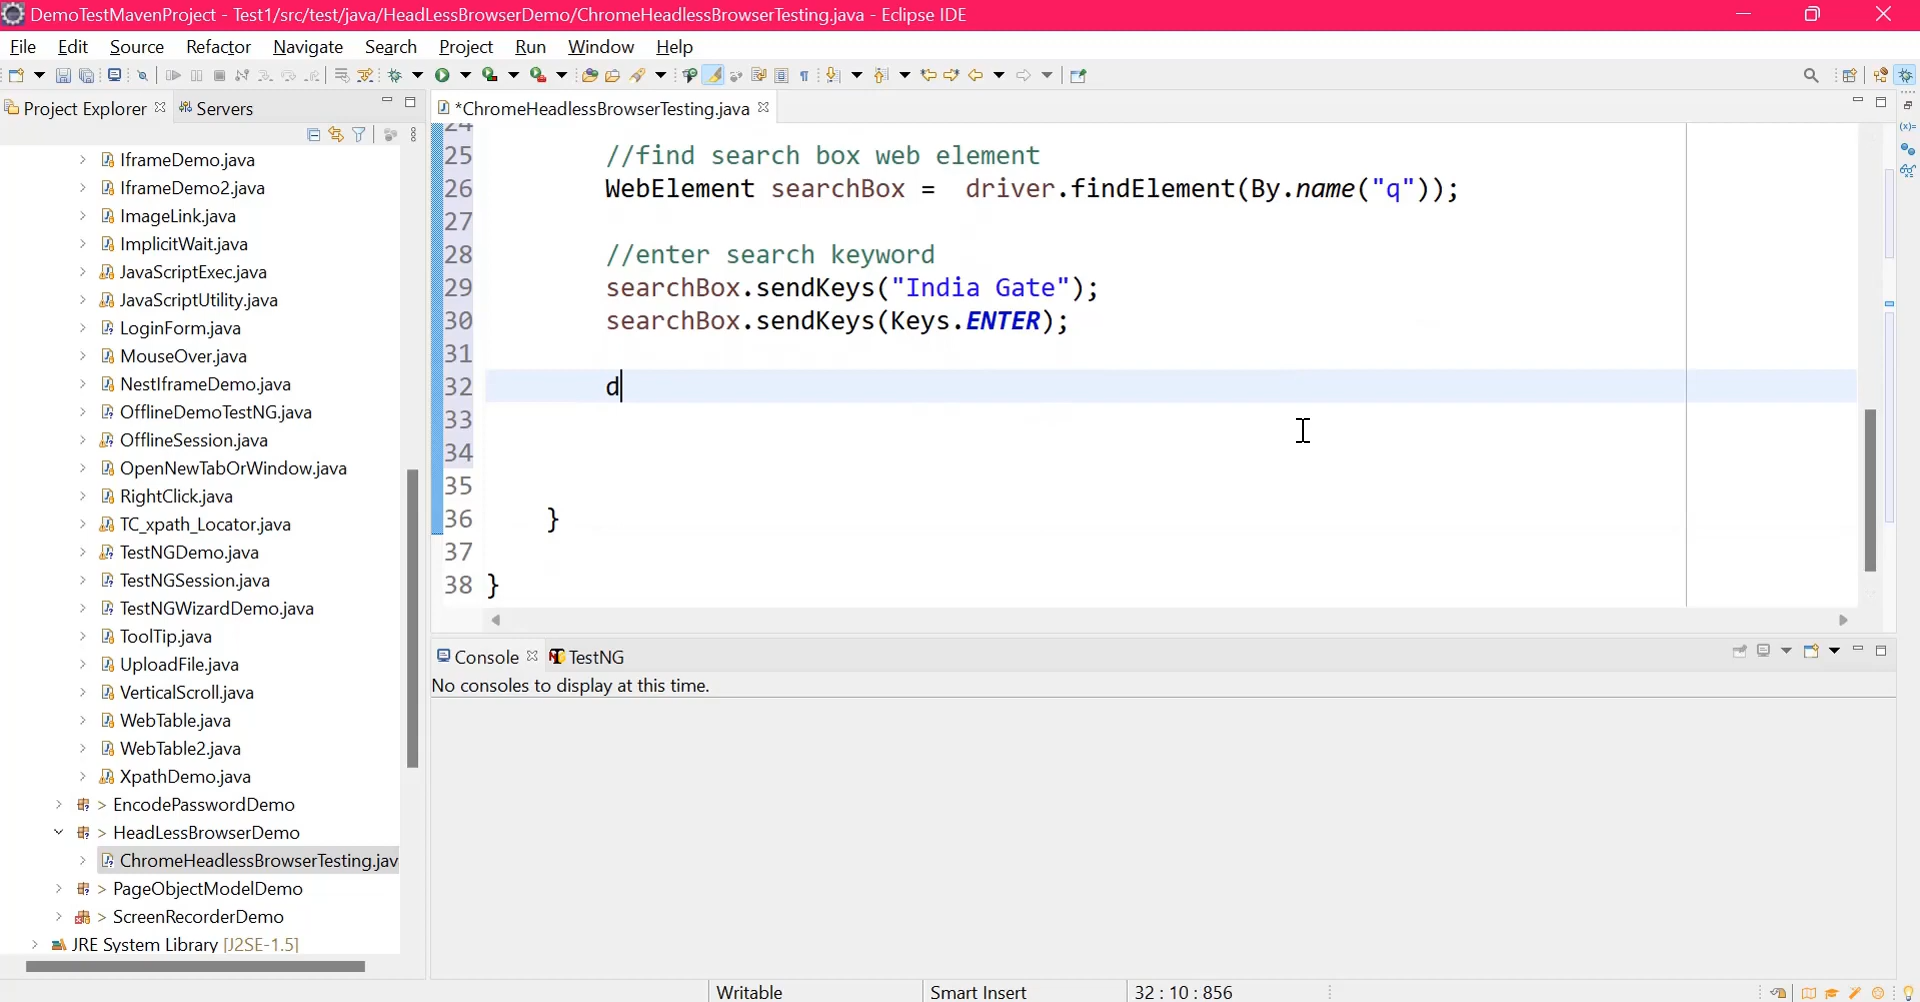 DemoTestMavenProject - Test1/src/test/java/HeadLessBrowserDemo/ChromeHeadlessBrowserTesting.java - Eclipse IDE
File Edit Source Refactor Navigate Search Project Run Window Help
Project Explorer Servers
*ChromeHeadlessBrowserTesting.java
IframeDemo.java
IframeDemo2.java
ImageLink.java
ImplicitWait.java
JavaScriptExec.java
JavaScriptUtility.java
LoginForm.java
MouseOver.java
NestIframeDemo.java
OfflineDemoTestNG.java
OfflineSession.java
OpenNewTabOrWindow.java
RightClick.java
TC_xpath_Locator.java
TestNGDemo.java
TestNGSession.java
TestNGWizardDemo.java
ToolTip.java
UploadFile.java
VerticalScroll.java
WebTable.java
WebTable2.java
XpathDemo.java
> EncodePasswordDemo
> HeadLessBrowserDemo
ChromeHeadlessBrowserTesting.jav
> PageObjectModelDemo
> ScreenRecorderDemo
JRE System Library [J2SE-1.5]
24
25 //find search box web element
26 WebElement searchBox = driver.findElement(By.name("q"));
27
28 //enter search keyword
29 searchBox.sendKeys("India Gate");
30 searchBox.sendKeys(Keys.ENTER);
31
32 d
33
34
35
36 }
37
38 }
Console TestNG
No consoles to display at this time.
Writable Smart Insert 32 : 10 : 856